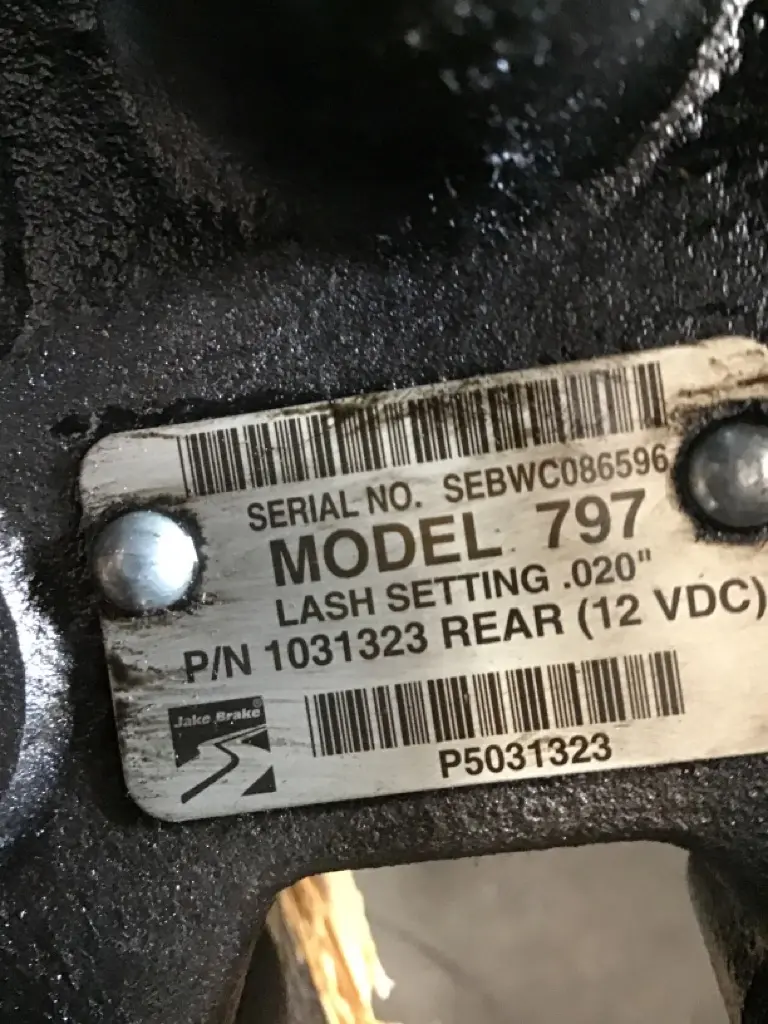 SERIAL NO. SEBWC086596
MODEL 797
LASH SETTING .020"
P/N 1031323 REAR (12 VDC)
Jake Brake®
P5031323